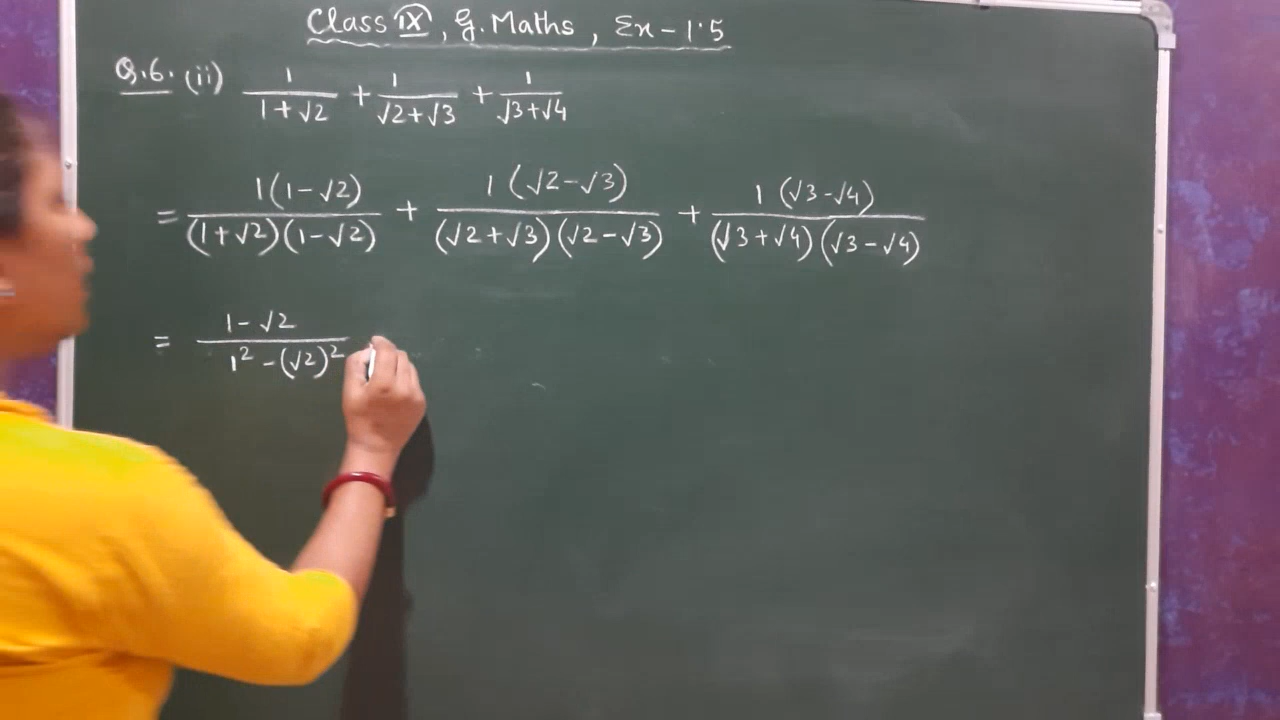 Class IX, G. Maths, Ex-1.5
Q.6. (ii) 1/(1+√2) + 1/(√2+√3) + 1/(√3+√4)
= 1(1-√2)/((1+√2)(1-√2)) + 1(√2-√3)/((√2+√3)(√2-√3)) + 1(√3-√4)/((√3+√4)(√3-√4))
= (1-√2)/(1²-(√2)²)